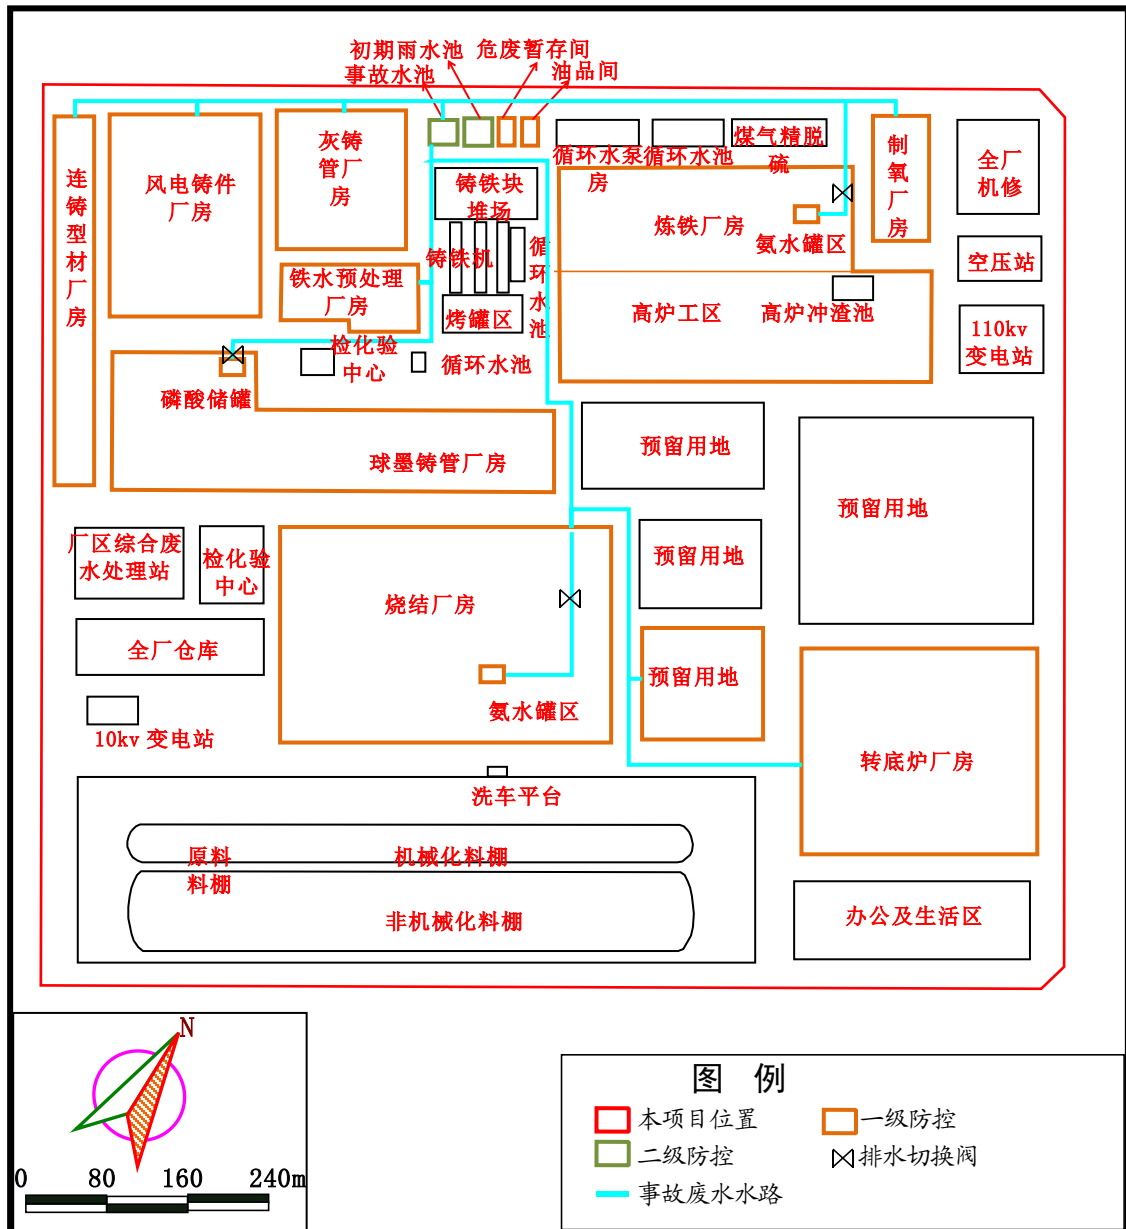 初期雨水池 危废暂存间
事故水池
油品间
连铸型材厂房
风电铸件
厂房
灰铸
管厂
房
铸铁块
堆场
循环水泵
房
循环水池
煤气精脱
硫
制氧厂房
全厂
机修
炼铁厂房
氨水罐区
铸铁机
循环水池
空压站
铁水预处理
厂房
烤罐区
高炉工区
高炉冲渣池
110kv
变电站
检化验
中心
循环水池
磷酸储罐
球墨铸管厂房
预留用地
预留用地
厂区综合废
水处理站
检化验
中心
烧结厂房
预留用地
全厂仓库
预留用地
氨水罐区
10kv 变电站
转底炉厂房
洗车平台
原料
料棚
机械化料棚
非机械化料棚
办公及生活区
N
0 80 160 240m
图 例
本项目位置
一级防控
二级防控
排水切换阀
事故废水水路